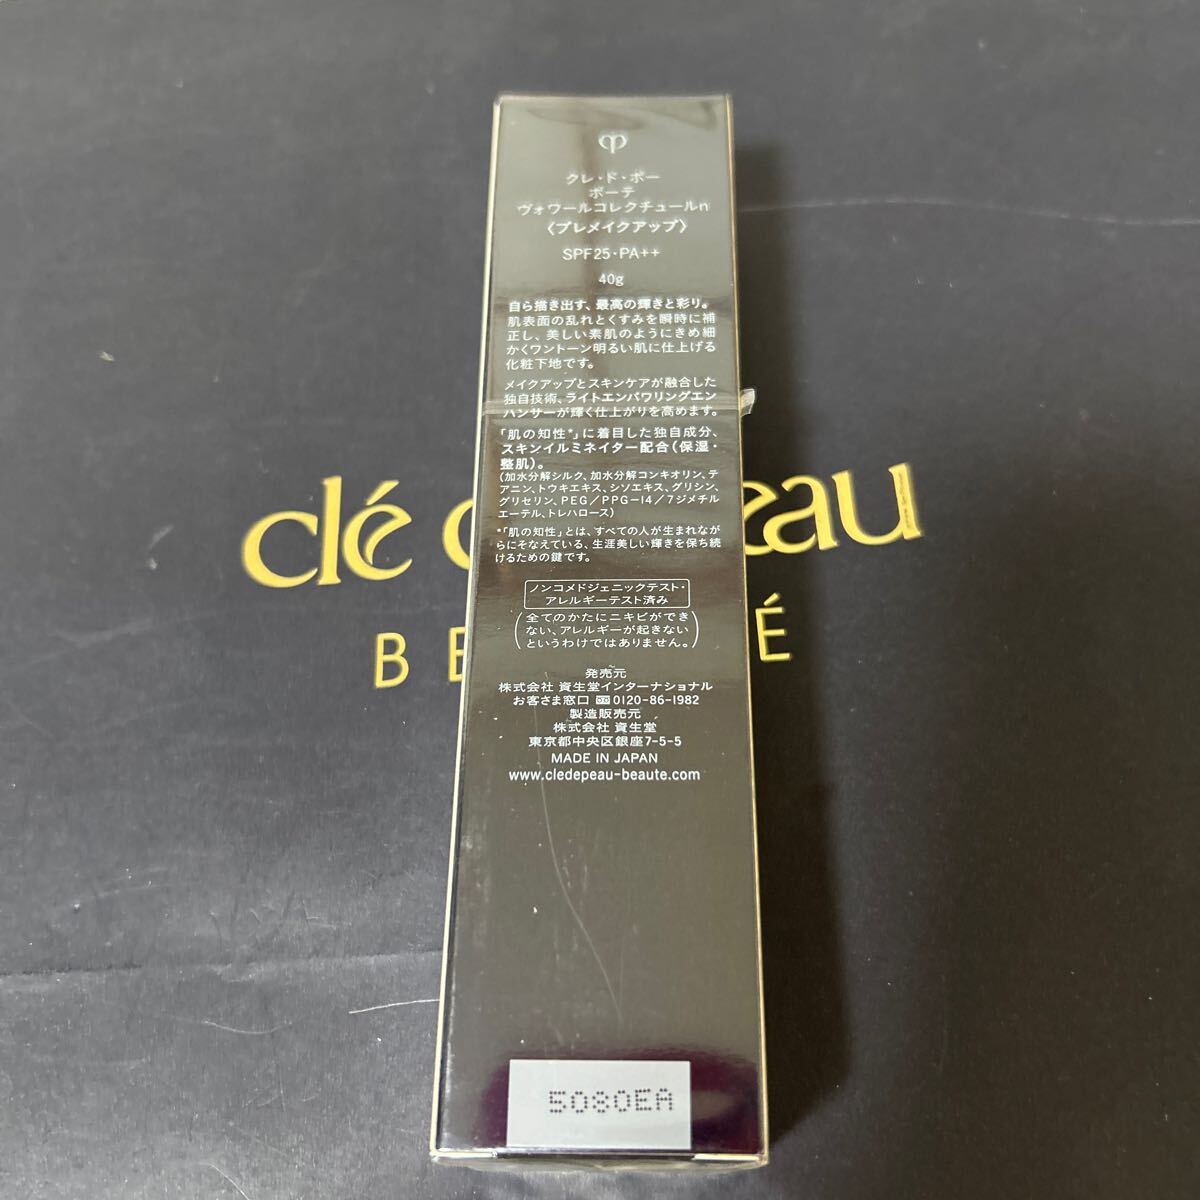 クレ・ド・ポー
ボーテ
ヴォワールコレクチュールn
〈プレメイクアップ〉
SPF25・PA++
40g
自ら描き出す、最高の輝きと彩り。
肌表面の乱れとくすみを瞬時に補
正し、美しい素肌のようにきめ細
かくワントーン明るい肌に仕上げる
化粧下地です。
メイクアップとスキンケアが融合した
独自技術、ライトエンパワリングエン
ハンサーが輝く仕上がりを高めます。
「肌の知性*」に着目した独自成分、
スキンイルミネイター配合(保湿・
整肌)。
(加水分解シルク、加水分解コンキオリン、テ
アニン、トウキエキス、シソエキス、グリシン、
グリセリン、PEG/PPG-14/7ジメチル
エーテル、トレハロース)
*「肌の知性」とは、すべての人が生まれなが
らにそなえている、生涯美しい輝きを保ち続
けるための鍵です。
ノンコメドジェニックテスト・
アレルギーテスト済み
(全てのかたにニキビができ
ない、アレルギーが起きない
というわけではありません。)
発売元
株式会社 資生堂インターナショナル
お客さま窓口 0120-86-1982
製造販売元
株式会社 資生堂
東京都中央区銀座7-5-5
MADE IN JAPAN
www.cledepeau-beaute.com
5080EA
clé eau
BE É